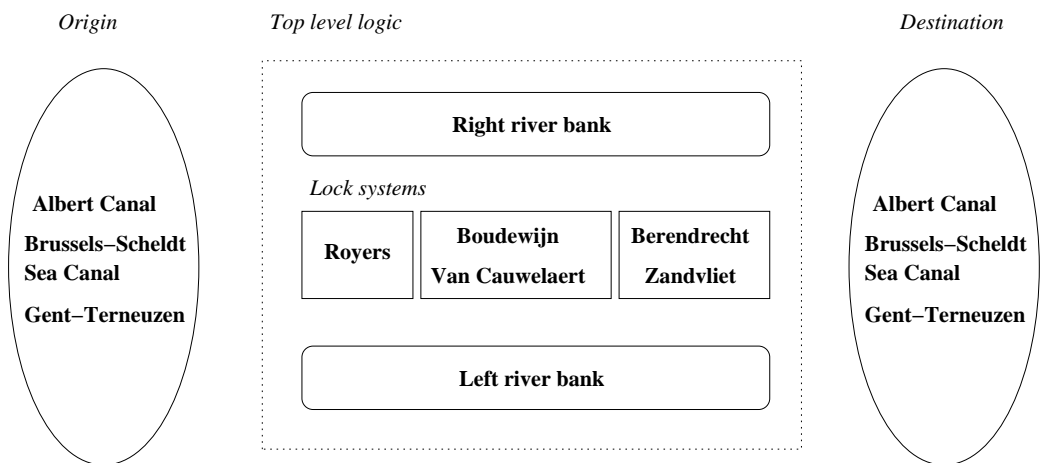 Origin
Top level logic
Destination
Right river bank
Lock systems
Albert Canal
Brussels−Scheldt
Sea Canal
Gent−Terneuzen
Royers
Boudewijn
Van Cauwelaert
Berendrecht
Zandvliet
Left river bank
Albert Canal
Brussels−Scheldt
Sea Canal
Gent−Terneuzen